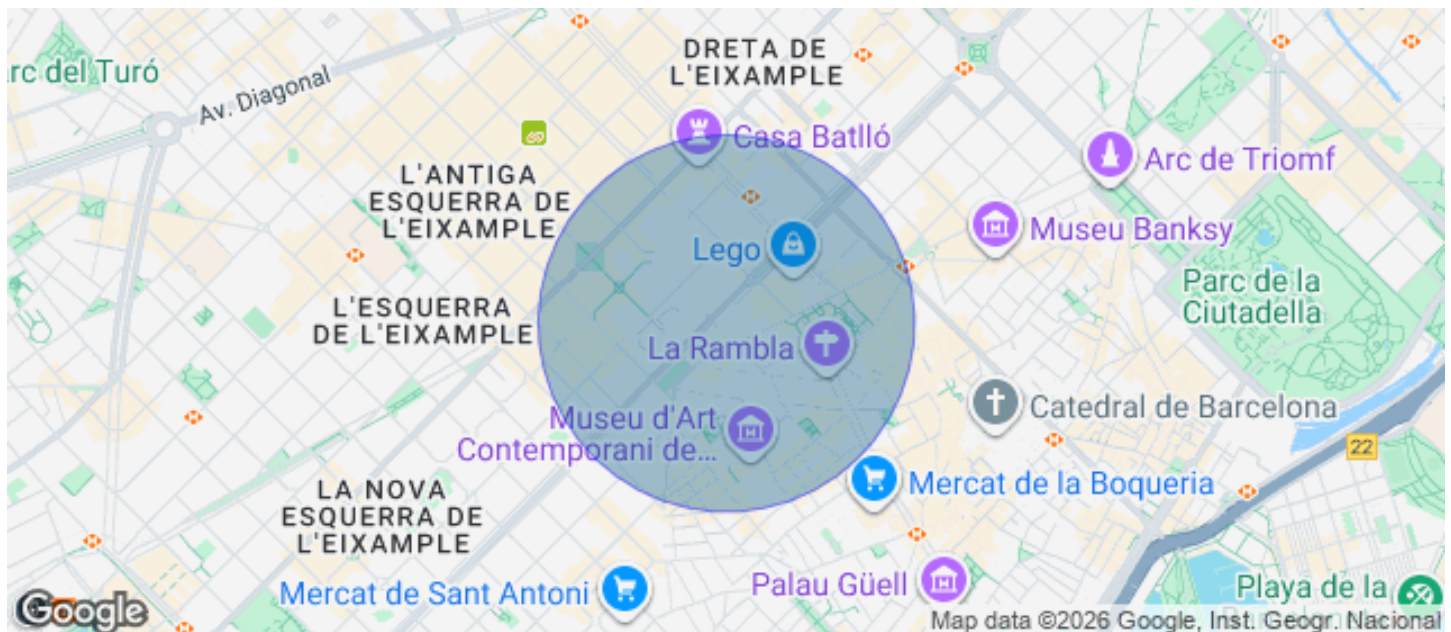 DRETA DE
L'EIXAMPLE
rc del Turó
Av. Diagonal
Casa Batlló
Arc de Triomf
L'ANTIGA
ESQUERRA DE
L'EIXAMPLE
Museu Banksy
Lego
Parc de la
Ciutadella
L'ESQUERRA
DE L'EIXAMPLE
La Rambla
Museu d'Art
Contemporani de...
Catedral de Barcelona
22
Mercat de la Boqueria
LA NOVA
ESQUERRA DE
L'EIXAMPLE
Mercat de Sant Antoni
Palau Güell
Playa de la
Google
Map data ©2026 Google, Inst. Geogr. Nacional